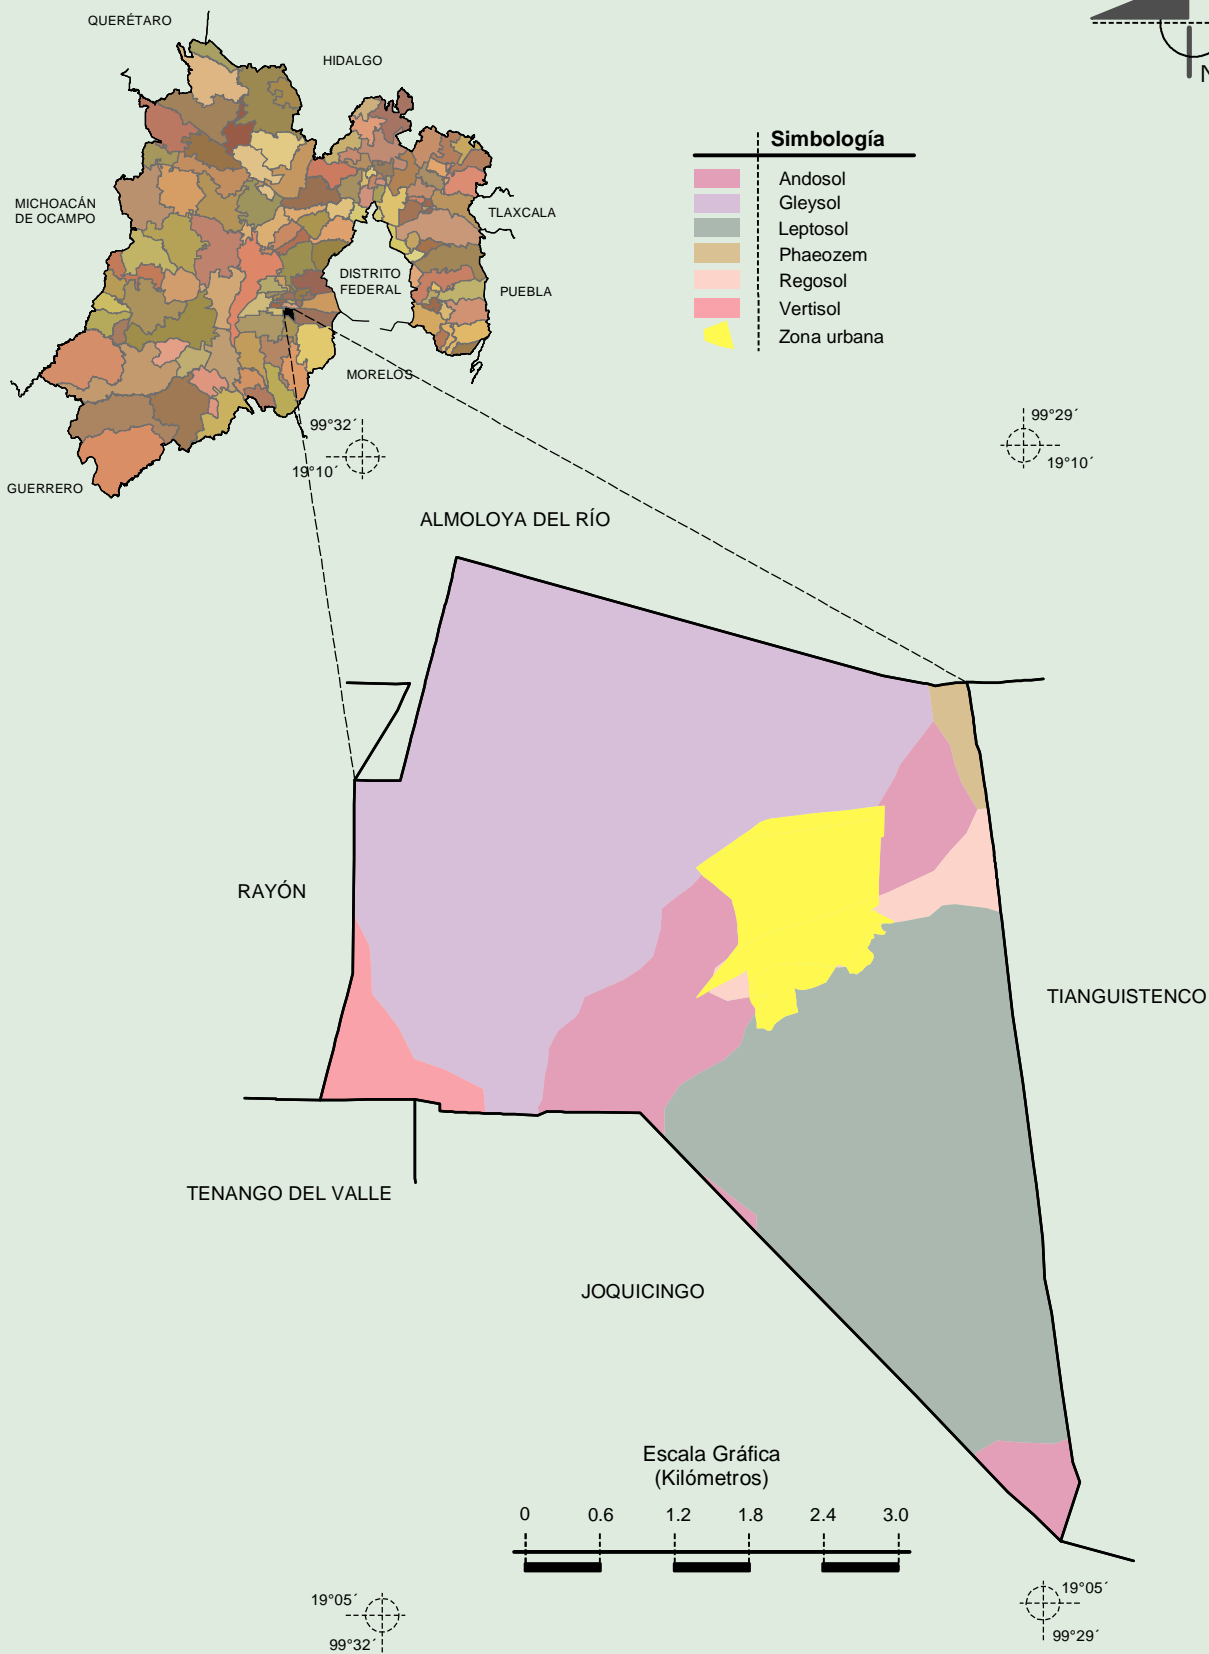 QUERÉTARO
HIDALGO
N
MICHOACÁN
DE OCAMPO
TLAXCALA
DISTRITO
FEDERAL
PUEBLA
MORELOS
GUERRERO
Simbología
Andosol
Gleysol
Leptosol
Phaeozem
Regosol
Vertisol
Zona urbana
99°32´
19°10´
99°29´
19°10´
ALMOLOYA DEL RÍO
RAYÓN
TIANGUISTENCO
TENANGO DEL VALLE
JOQUICINGO
Escala Gráfica
(Kilómetros)
0 0.6 1.2 1.8 2.4 3.0
19°05´
99°32´
19°05´
99°29´